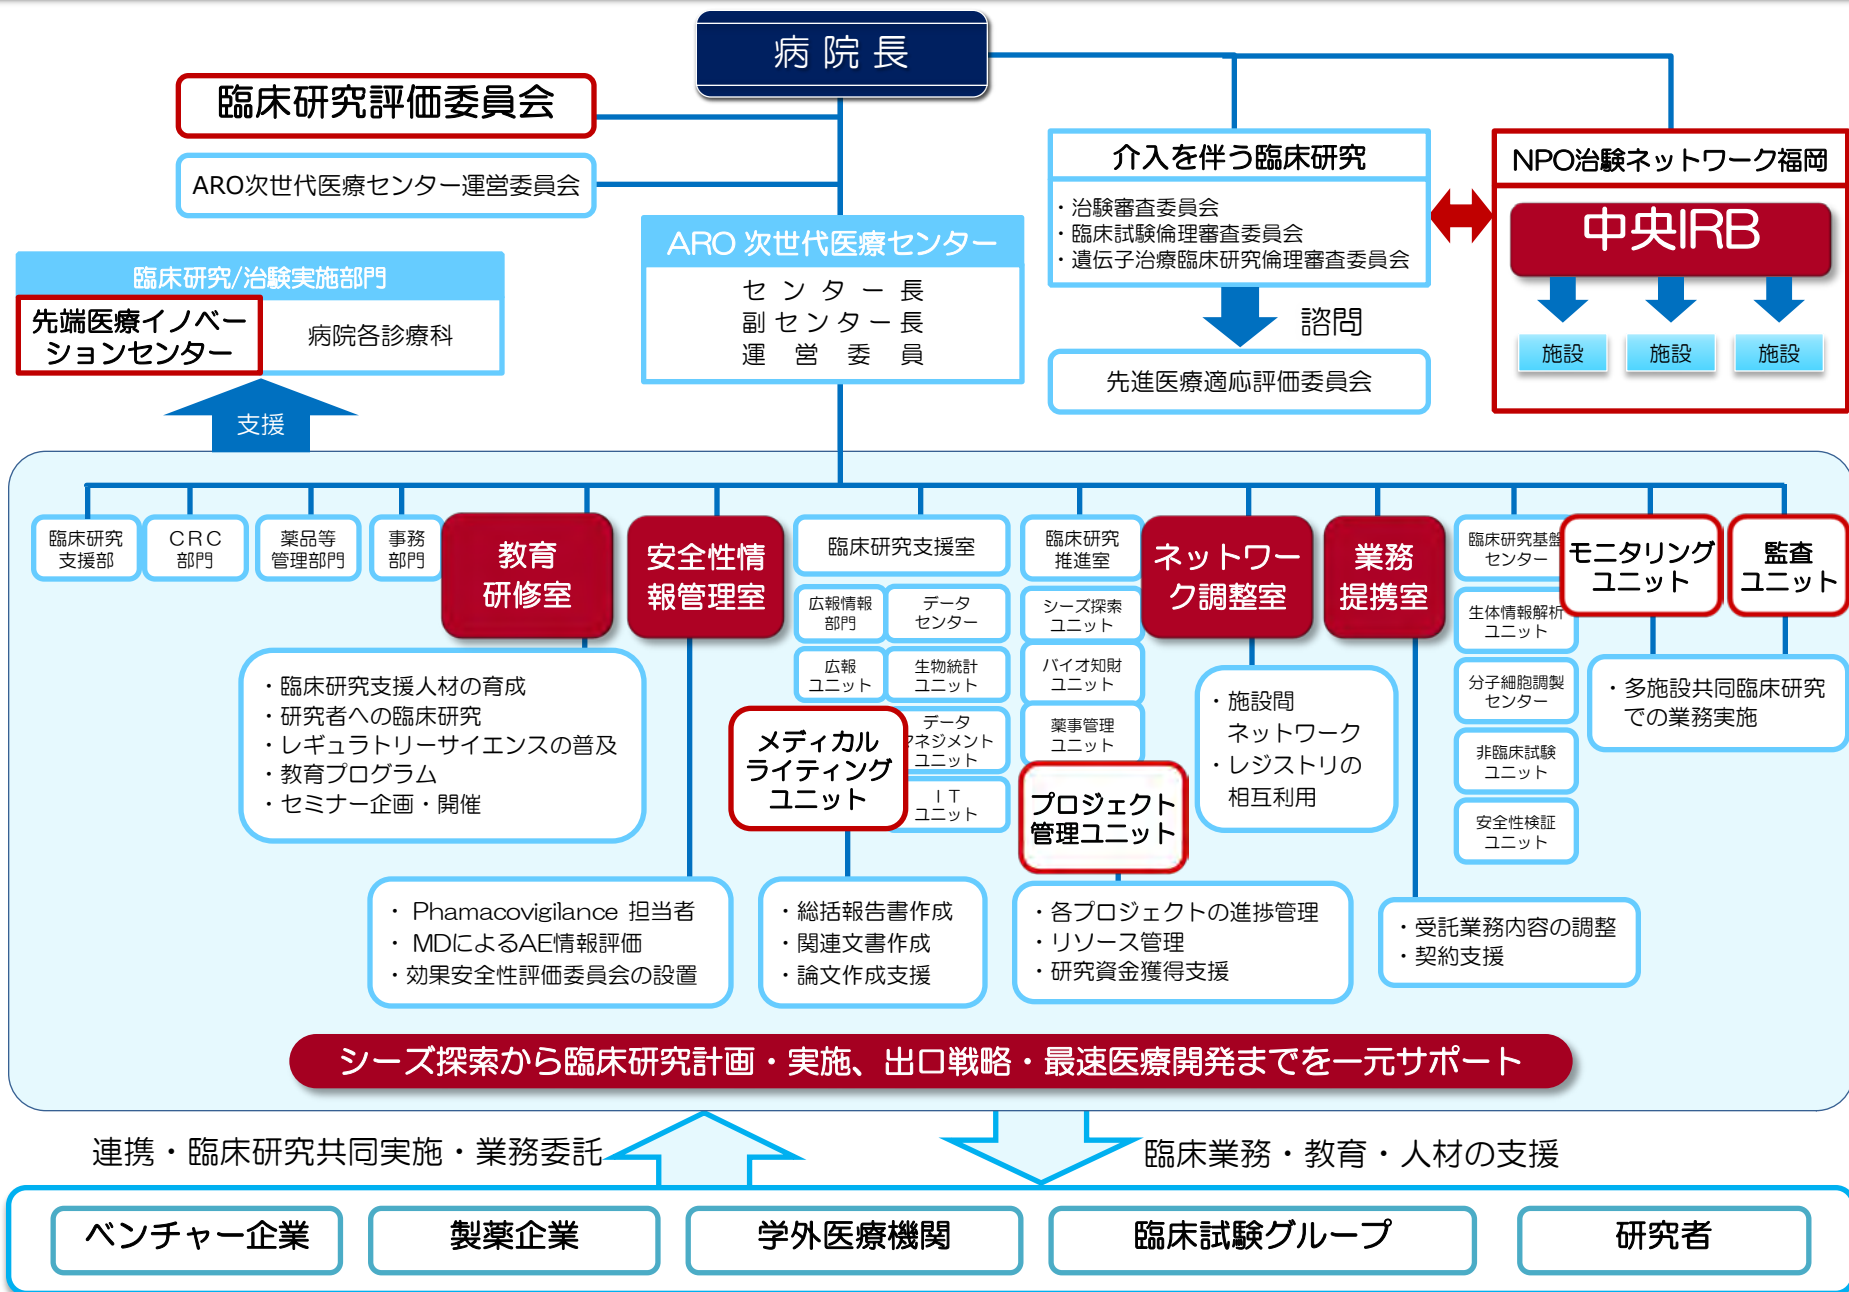 病院長
臨床研究評価委員会
ARO次世代医療センター運営委員会
介入を伴う臨床研究
・治験審査委員会
・臨床試験倫理審査委員会
・遺伝子治療臨床研究倫理審査委員会
諮問
先進医療適応評価委員会
NPO治験ネットワーク福岡
中央IRB
施設
施設
施設
ARO 次世代医療センター
センター長
副センター長
運営委員
臨床研究/治験実施部門
先端医療イノベー
ションセンター
病院各診療科
支援
臨床研究
支援部
CRC
部門
薬品等
管理部門
事務
部門
教育
研修室
安全性情
報管理室
臨床研究支援室
広報情報
部門
データ
センター
広報
ユニット
生物統計
ユニット
メディカル
ライティング
ユニット
データ
マネジメント
ユニット
IT
ユニット
臨床研究
推進室
シーズ探索
ユニット
バイオ知財
ユニット
薬事管理
ユニット
プロジェクト
管理ユニット
ネットワー
ク調整室
業務
提携室
臨床研究基盤
センター
生体情報解析
ユニット
分子細胞調製
センター
非臨床試験
ユニット
安全性検証
ユニット
モニタリング
ユニット
監査
ユニット
・臨床研究支援人材の育成
・研究者への臨床研究
・レギュラトリーサイエンスの普及
・教育プログラム
・セミナー企画・開催
・施設間
ネットワーク
・レジストリの
相互利用
・多施設共同臨床研究
での業務実施
・ Phamacovigilance 担当者
・ MDによるAE情報評価
・効果安全性評価委員会の設置
・総括報告書作成
・関連文書作成
・論文作成支援
・各プロジェクトの進捗管理
・リソース管理
・研究資金獲得支援
・受託業務内容の調整
・契約支援
シーズ探索から臨床研究計画・実施、出口戦略・最速医療開発までを一元サポート
連携・臨床研究共同実施・業務委託
臨床業務・教育・人材の支援
ベンチャー企業
製薬企業
学外医療機関
臨床試験グループ
研究者